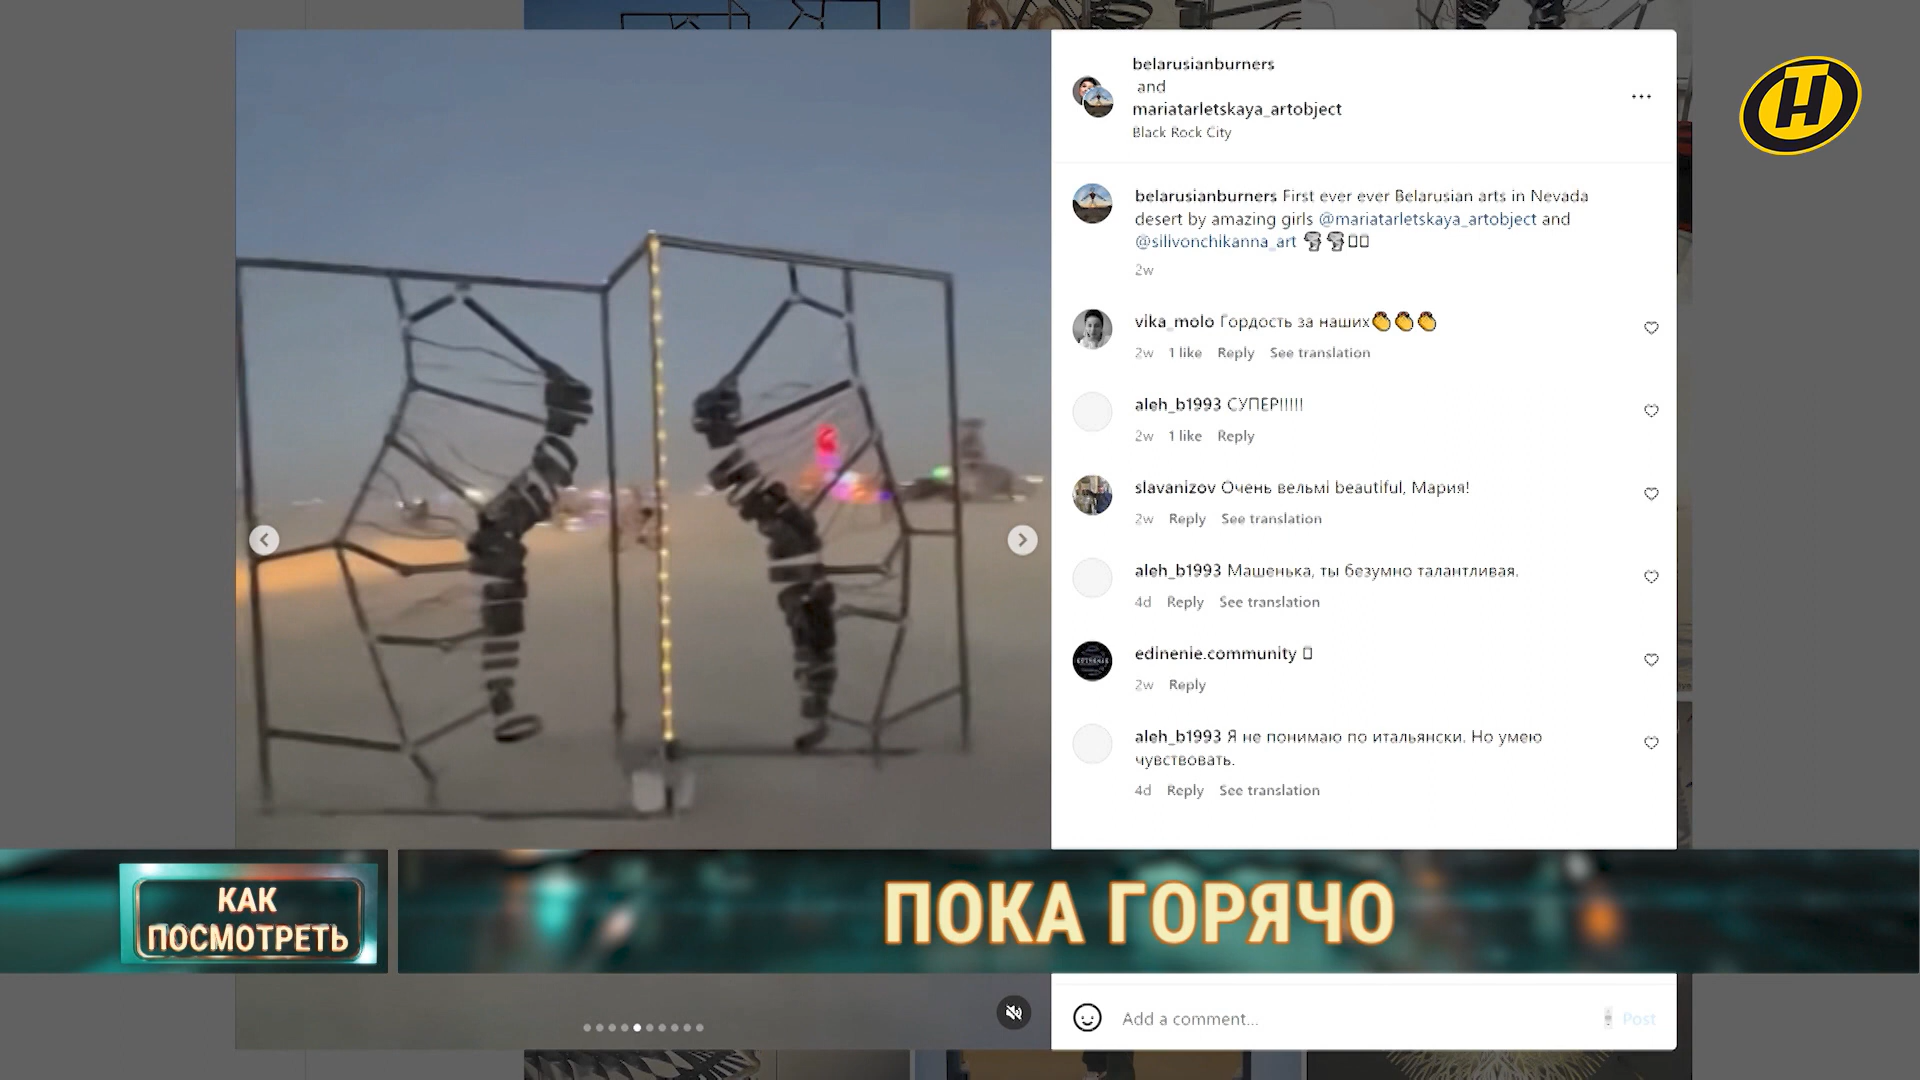 belarusianburners
and
mariatarletskaya_artobject
Black Rock City
belarusianburners First ever ever Belarusian arts in Nevada
desert by amazing girls @mariatarletskaya_artobject and
@silivonchikanna_art
2w
vika_molo Гордость за наших👏👏👏
2w 1 like Reply See translation
aleh_b1993 СУПЕР!!!!!
2w 1 like Reply
slavanizov Очень вельмі beautiful, Мария!
2w Reply See translation
aleh_b1993 Машенька, ты безумно талантливая.
4d Reply See translation
edinenie.community
2w Reply
aleh_b1993 Я не понимаю по итальянски. Но умею
чувствовать.
4d Reply See translation
КАК
ПОСМОТРЕТЬ
ПОКА ГОРЯЧО
Add a comment...
Post